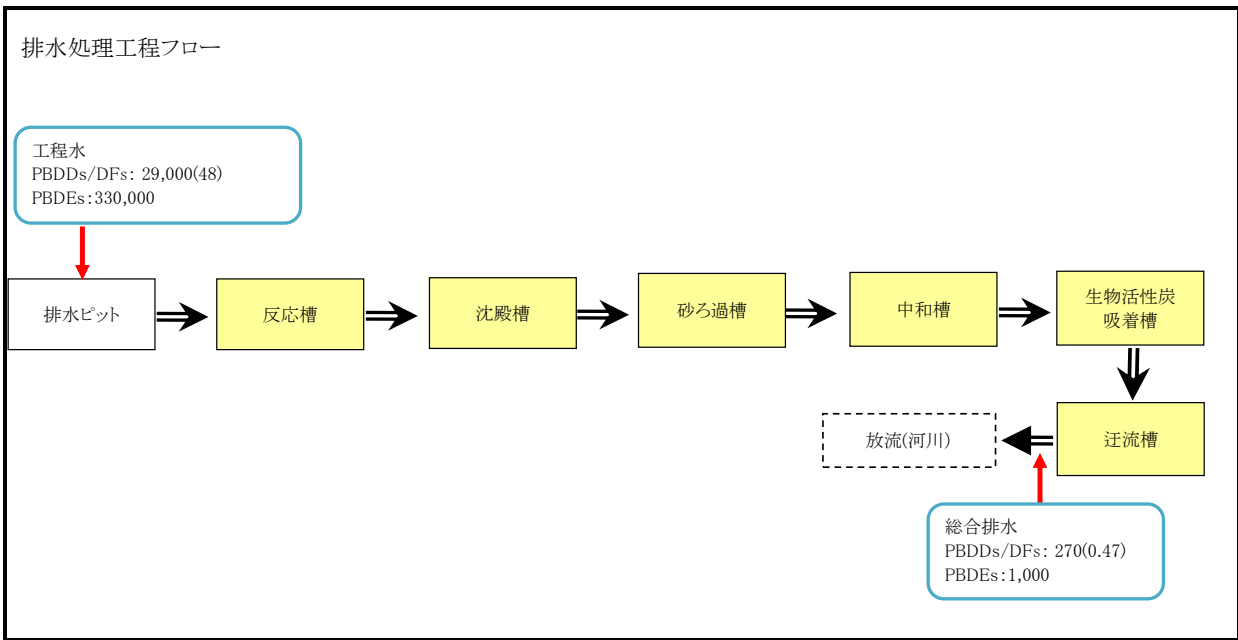 排水処理工程フロー
工程水
PBDDs/DFs: 29,000(48)
PBDEs:330,000
排水ピット
反応槽
沈殿槽
砂ろ過槽
中和槽
生物活性炭
吸着槽
迂流槽
放流(河川)
総合排水
PBDDs/DFs: 270(0.47)
PBDEs:1,000